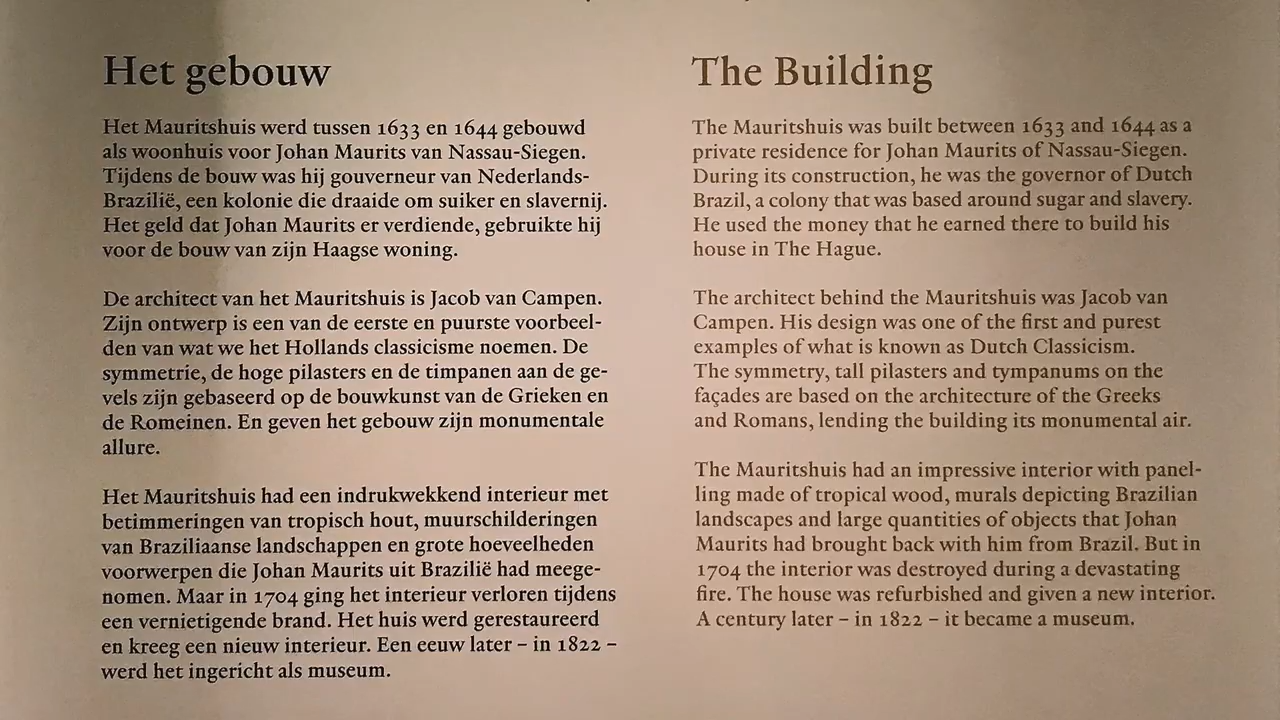 Het gebouw
Het Mauritshuis werd tussen 1633 en 1644 gebouwd
als woonhuis voor Johan Maurits van Nassau-Siegen.
Tijdens de bouw was hij gouverneur van Nederlands-
Brazilië, een kolonie die draaide om suiker en slavernij.
Het geld dat Johan Maurits er verdiende, gebruikte hij
voor de bouw van zijn Haagse woning.
De architect van het Mauritshuis is Jacob van Campen.
Zijn ontwerp is een van de eerste en puurste voorbeel-
den van wat we het Hollands classicisme noemen. De
symmetrie, de hoge pilasters en de timpanen aan de ge-
vels zijn gebaseerd op de bouwkunst van de Grieken en
de Romeinen. En geven het gebouw zijn monumentale
allure.
Het Mauritshuis had een indrukwekkend interieur met
betimmeringen van tropisch hout, muurschilderingen
van Braziliaanse landschappen en grote hoeveelheden
voorwerpen die Johan Maurits uit Brazilië had meege-
nomen. Maar in 1704 ging het interieur verloren tijdens
een vernietigende brand. Het huis werd gerestaureerd
en kreeg een nieuw interieur. Een eeuw later – in 1822 –
werd het ingericht als museum.
The Building
The Mauritshuis was built between 1633 and 1644 as a
private residence for Johan Maurits of Nassau-Siegen.
During its construction, he was the governor of Dutch
Brazil, a colony that was based around sugar and slavery.
He used the money that he earned there to build his
house in The Hague.
The architect behind the Mauritshuis was Jacob van
Campen. His design was one of the first and purest
examples of what is known as Dutch Classicism.
The symmetry, tall pilasters and tympanums on the
façades are based on the architecture of the Greeks
and Romans, lending the building its monumental air.
The Mauritshuis had an impressive interior with panel-
ling made of tropical wood, murals depicting Brazilian
landscapes and large quantities of objects that Johan
Maurits had brought back with him from Brazil. But in
1704 the interior was destroyed during a devastating
fire. The house was refurbished and given a new interior.
A century later – in 1822 – it became a museum.